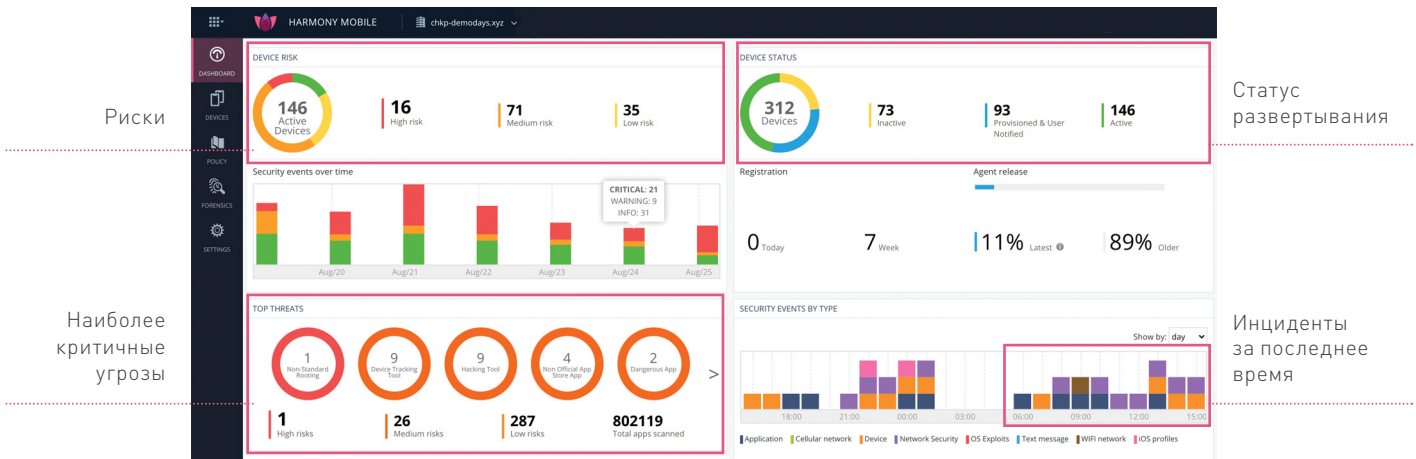 HARMONY MOBILE
chkp-demodays.xyz
DASHBOARD
DEVICES
POLICY
FORENSICS
SETTINGS
Риски
Наиболее
критичные
угрозы
DEVICE RISK
146
Active
Devices
16
High risk
71
Medium risk
35
Low risk
Security events over time
CRITICAL: 21
WARNING: 9
INFO: 31
Aug/20
Aug/21
Aug/22
Aug/23
Aug/24
Aug/25
DEVICE STATUS
312
Devices
73
Inactive
93
Provisioned & User
Notified
146
Active
Registration
0 Today
7 Week
Agent release
11% Latest
89% Older
TOP THREATS
1
Non-Standard
Rooting
9
Device Tracking
Tool
9
Hacking Tool
4
Non Official App
Store App
2
Dangerous App
>
1
High risks
26
Medium risks
287
Low risks
802119
Total apps scanned
SECURITY EVENTS BY TYPE
Show by: day
18:00
21:00
00:00
03:00
06:00
09:00
12:00
15:00
Application
Cellular network
Device
Network Security
OS Exploits
Text message
WIFI network
iOS profiles
Статус
развертывания
Инциденты
за последнее
время